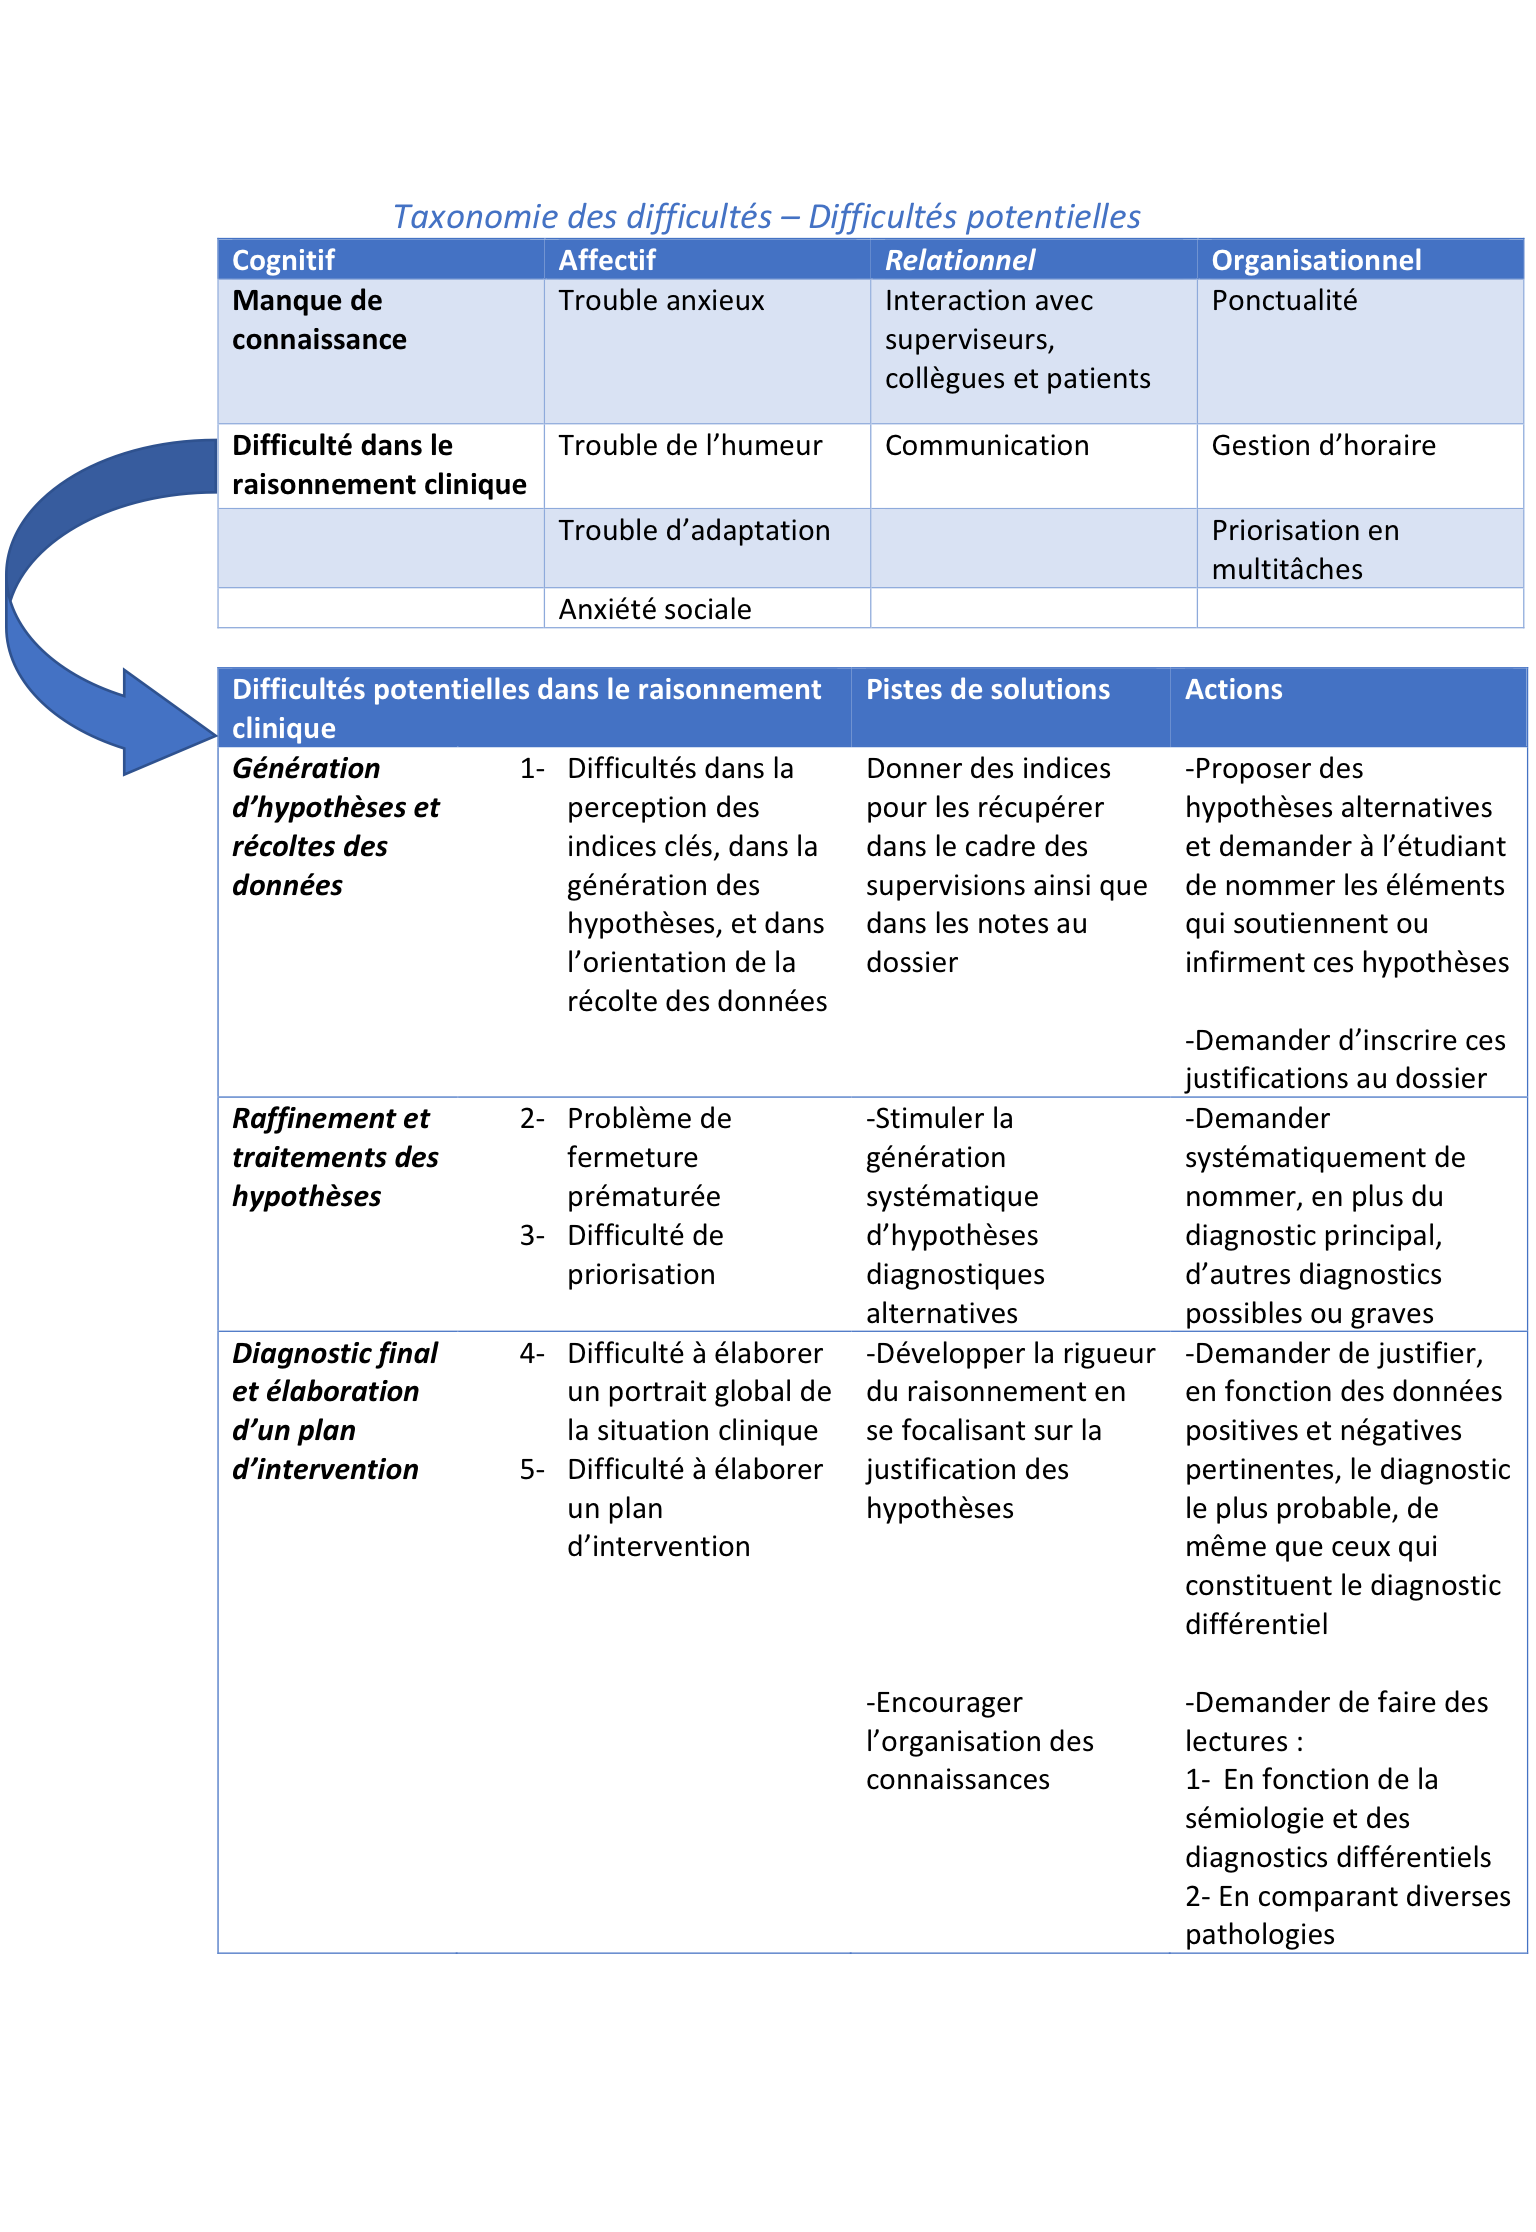 Taxonomie des difficultés – Difficultés potentielles
Cognitif
Affectif
Relationnel
Organisationnel
Manque de
connaissance
Trouble anxieux
Interaction avec
superviseurs,
collègues et patients
Ponctualité
Difficulté dans le
raisonnement clinique
Trouble de l’humeur
Communication
Gestion d’horaire
Trouble d’adaptation
Priorisation en
multitâches
Anxiété sociale
Difficultés potentielles dans le raisonnement
clinique
Pistes de solutions
Actions
Génération
d’hypothèses et
récoltes des
données
1- Difficultés dans la
perception des
indices clés, dans la
génération des
hypothèses, et dans
l’orientation de la
récolte des données
Donner des indices
pour les récupérer
dans le cadre des
supervisions ainsi que
dans les notes au
dossier
-Proposer des
hypothèses alternatives
et demander à l’étudiant
de nommer les éléments
qui soutiennent ou
infirment ces hypothèses
-Demander d’inscrire ces
justifications au dossier
Raffinement et
traitements des
hypothèses
2- Problème de
fermeture
prématurée
3- Difficulté de
priorisation
-Stimuler la
génération
systématique
d’hypothèses
diagnostiques
alternatives
-Demander
systématiquement de
nommer, en plus du
diagnostic principal,
d’autres diagnostics
possibles ou graves
Diagnostic final
et élaboration
d’un plan
d’intervention
4- Difficulté à élaborer
un portrait global de
la situation clinique
5- Difficulté à élaborer
un plan
d’intervention
-Développer la rigueur
du raisonnement en
se focalisant sur la
justification des
hypothèses
-Encourager
l’organisation des
connaissances
-Demander de justifier,
en fonction des données
positives et négatives
pertinentes, le diagnostic
le plus probable, de
même que ceux qui
constituent le diagnostic
différentiel
-Demander de faire des
lectures :
1- En fonction de la
sémiologie et des
diagnostics différentiels
2- En comparant diverses
pathologies